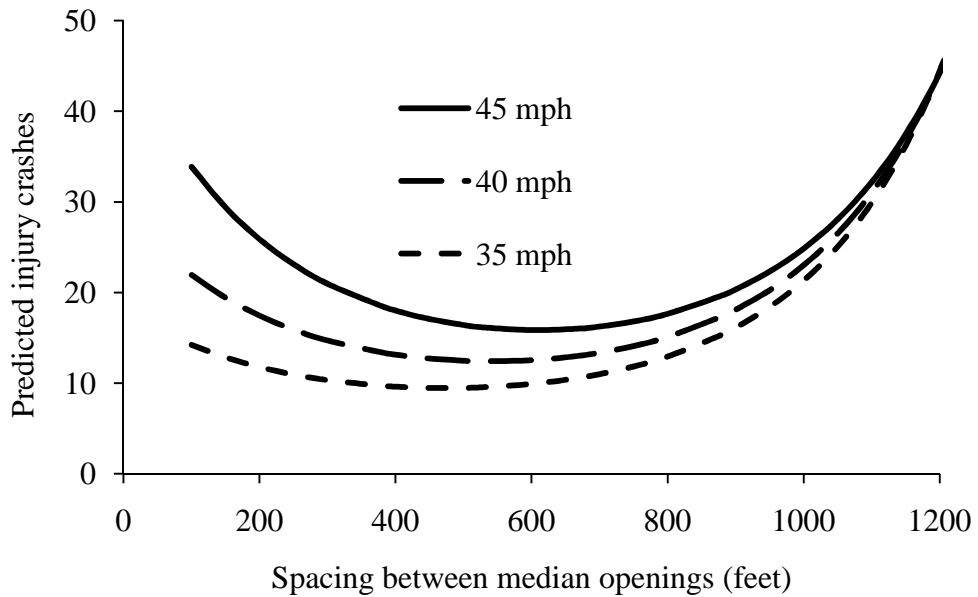 50
40
30
20
10
0
Predicted injury crashes
45 mph
40 mph
35 mph
0 200 400 600 800 1000 1200
Spacing between median openings (feet)